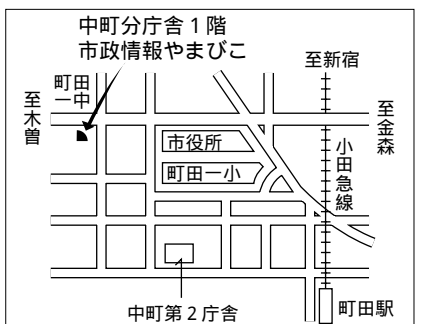 中町分庁舎1階
市政情報やまびこ
至新宿
町田
一中
至木曽
至金森
市役所
町田一小
小田急線
中町第2庁舎
町田駅